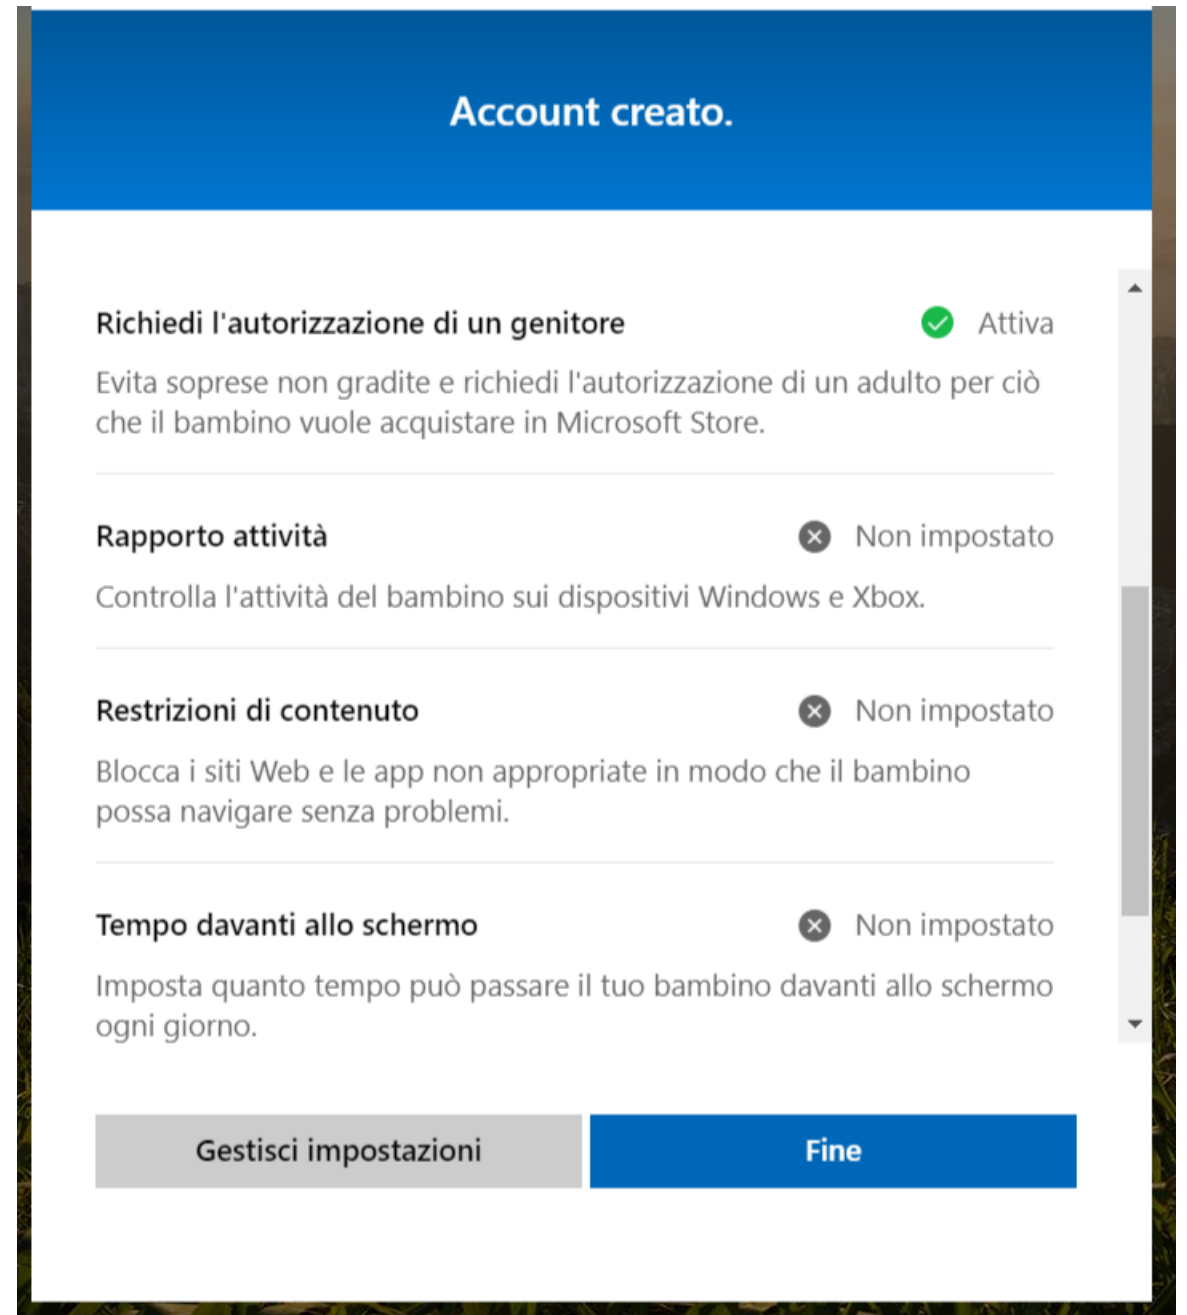 Account creato.
Richiedi l'autorizzazione di un genitore
Attiva
Evita soprese non gradite e richiedi l'autorizzazione di un adulto per ciò
che il bambino vuole acquistare in Microsoft Store.
Rapporto attività
Non impostato
Controlla l'attività del bambino sui dispositivi Windows e Xbox.
Restrizioni di contenuto
Non impostato
Blocca i siti Web e le app non appropriate in modo che il bambino
possa navigare senza problemi.
Tempo davanti allo schermo
Non impostato
Imposta quanto tempo può passare il tuo bambino davanti allo schermo
ogni giorno.
Gestisci impostazioni
Fine